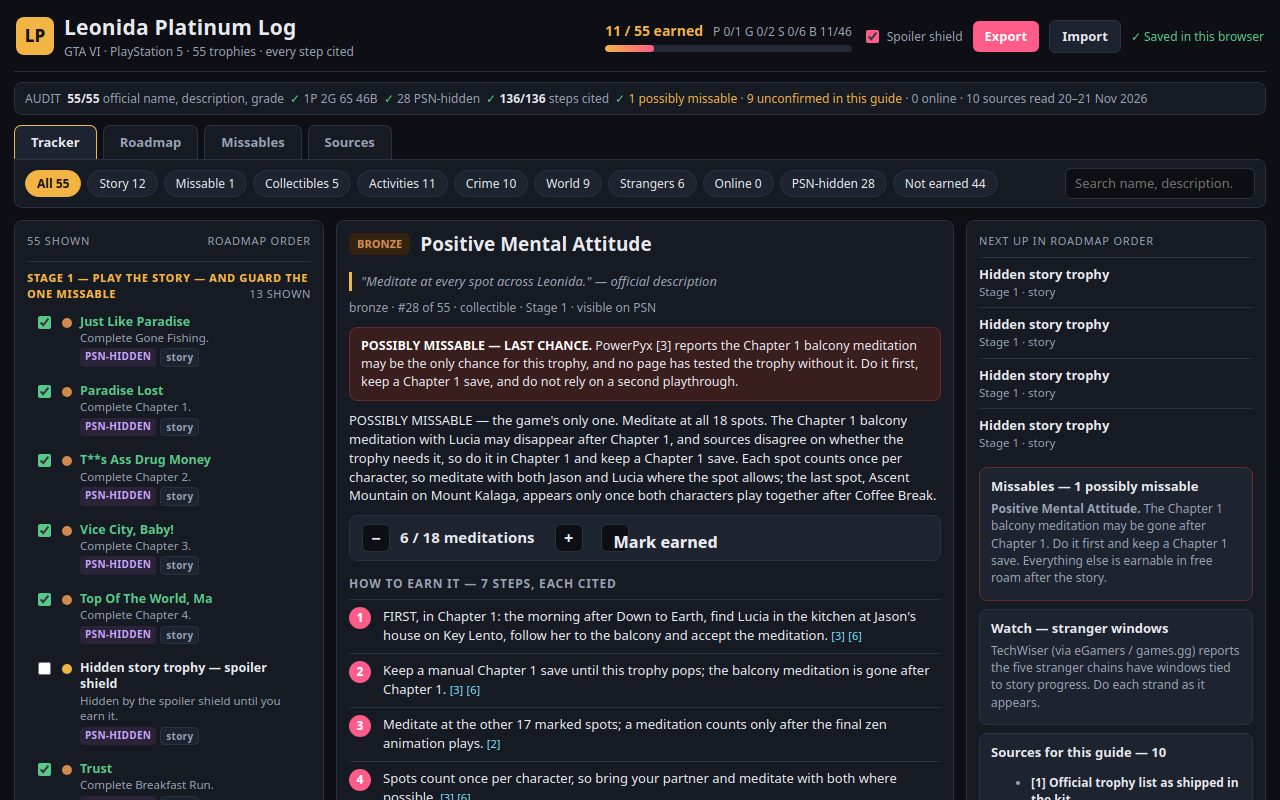 LP
Leonida Platinum Log
GTA VI · PlayStation 5 · 55 trophies · every step cited
11 / 55 earned P 0/1 G 0/2 S 0/6 B 11/46
Spoiler shield
Export
Import
✓ Saved in this browser
AUDIT 55/55 official name, description, grade ✓ 1P 2G 6S 46B ✓ 28 PSN-hidden ✓ 136/136 steps cited ✓ 1 possibly missable · 9 unconfirmed in this guide · 0 online · 10 sources read 20–21 Nov 2026
Tracker
Roadmap
Missables
Sources
All 55
Story 12
Missable 1
Collectibles 5
Activities 11
Crime 10
World 9
Strangers 6
Online 0
PSN-hidden 28
Not earned 44
Search name, description.
55 SHOWN
ROADMAP ORDER
STAGE 1 — PLAY THE STORY — AND GUARD THE
ONE MISSABLE
13 SHOWN
Just Like Paradise
Complete Gone Fishing.
PSN-HIDDEN story
Paradise Lost
Complete Chapter 1.
PSN-HIDDEN story
T**s Ass Drug Money
Complete Chapter 2.
PSN-HIDDEN story
Vice City, Baby!
Complete Chapter 3.
PSN-HIDDEN story
Top Of The World, Ma
Complete Chapter 4.
PSN-HIDDEN story
Hidden story trophy — spoiler
shield
Hidden by the spoiler shield until you
earn it.
PSN-HIDDEN story
Trust
Complete Breakfast Run.
BRONZE
Positive Mental Attitude
"Meditate at every spot across Leonida." — official description
bronze · #28 of 55 · collectible · Stage 1 · visible on PSN
POSSIBLY MISSABLE — LAST CHANCE. PowerPyx [3] reports the Chapter 1 balcony meditation
may be the only chance for this trophy, and no page has tested the trophy without it. Do it first,
keep a Chapter 1 save, and do not rely on a second playthrough.
POSSIBLY MISSABLE — the game's only one. Meditate at all 18 spots. The Chapter 1 balcony
meditation with Lucia may disappear after Chapter 1, and sources disagree on whether the
trophy needs it, so do it in Chapter 1 and keep a Chapter 1 save. Each spot counts once per
character, so meditate with both Jason and Lucia where the spot allows; the last spot, Ascent
Mountain on Mount Kalaga, appears only once both characters play together after Coffee Break.
−
6 / 18 meditations
+
Mark earned
HOW TO EARN IT — 7 STEPS, EACH CITED
1 FIRST, in Chapter 1: the morning after Down to Earth, find Lucia in the kitchen at Jason's
house on Key Lento, follow her to the balcony and accept the meditation. [3] [6]
2 Keep a manual Chapter 1 save until this trophy pops; the balcony meditation is gone after
Chapter 1. [3] [6]
3 Meditate at the other 17 marked spots; a meditation counts only after the final zen
animation plays. [2]
4 Spots count once per character, so bring your partner and meditate with both where
possible. [3] [6]
NEXT UP IN ROADMAP ORDER
Hidden story trophy
Stage 1 · story
Hidden story trophy
Stage 1 · story
Hidden story trophy
Stage 1 · story
Hidden story trophy
Stage 1 · story
Missables — 1 possibly missable
Positive Mental Attitude. The Chapter 1
balcony meditation may be gone after
Chapter 1. Do it first and keep a Chapter 1
save. Everything else is earnable in free
roam after the story.
Watch — stranger windows
TechWiser (via eGamers / games.gg) reports
the five stranger chains have windows tied
to story progress. Do each strand as it
appears.
Sources for this guide — 10
• [1] Official trophy list as shipped in
the kit